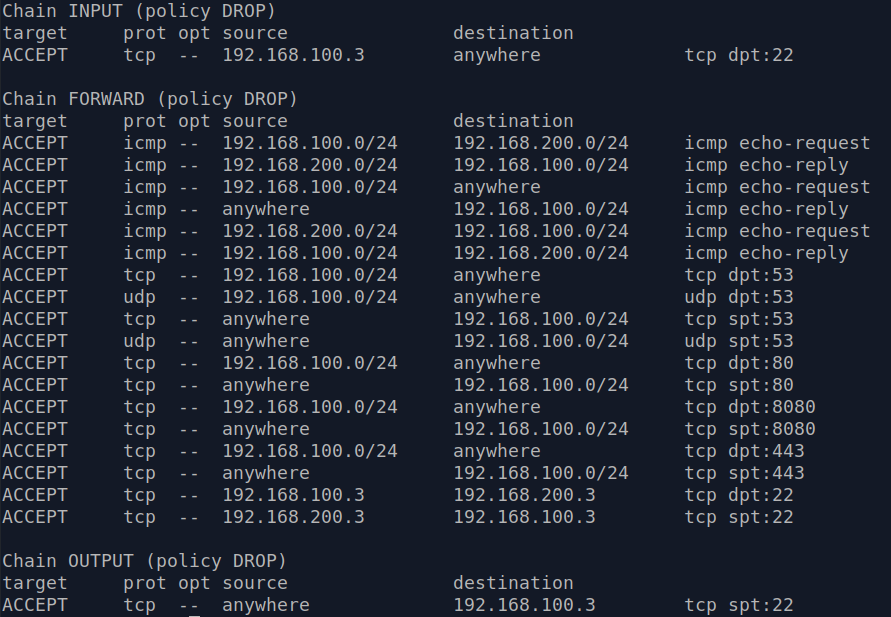 Chain INPUT (policy DROP)
target     prot opt source               destination
ACCEPT     tcp  --  192.168.100.3        anywhere             tcp dpt:22

Chain FORWARD (policy DROP)
target     prot opt source               destination
ACCEPT     icmp --  192.168.100.0/24     192.168.200.0/24     icmp echo-request
ACCEPT     icmp --  192.168.200.0/24     192.168.100.0/24     icmp echo-reply
ACCEPT     icmp --  192.168.100.0/24     anywhere             icmp echo-request
ACCEPT     icmp --  anywhere             192.168.100.0/24     icmp echo-reply
ACCEPT     icmp --  192.168.200.0/24     192.168.100.0/24     icmp echo-request
ACCEPT     icmp --  192.168.100.0/24     192.168.200.0/24     icmp echo-reply
ACCEPT     tcp  --  192.168.100.0/24     anywhere             tcp dpt:53
ACCEPT     udp  --  192.168.100.0/24     anywhere             udp dpt:53
ACCEPT     tcp  --  anywhere             192.168.100.0/24     tcp spt:53
ACCEPT     udp  --  anywhere             192.168.100.0/24     udp spt:53
ACCEPT     tcp  --  192.168.100.0/24     anywhere             tcp dpt:80
ACCEPT     tcp  --  anywhere             192.168.100.0/24     tcp spt:80
ACCEPT     tcp  --  192.168.100.0/24     anywhere             tcp dpt:8080
ACCEPT     tcp  --  anywhere             192.168.100.0/24     tcp spt:8080
ACCEPT     tcp  --  192.168.100.0/24     anywhere             tcp dpt:443
ACCEPT     tcp  --  anywhere             192.168.100.0/24     tcp spt:443
ACCEPT     tcp  --  192.168.100.3        192.168.200.3        tcp dpt:22
ACCEPT     tcp  --  192.168.200.3        192.168.100.3        tcp spt:22

Chain OUTPUT (policy DROP)
target     prot opt source               destination
ACCEPT     tcp  --  anywhere             192.168.100.3        tcp spt:22